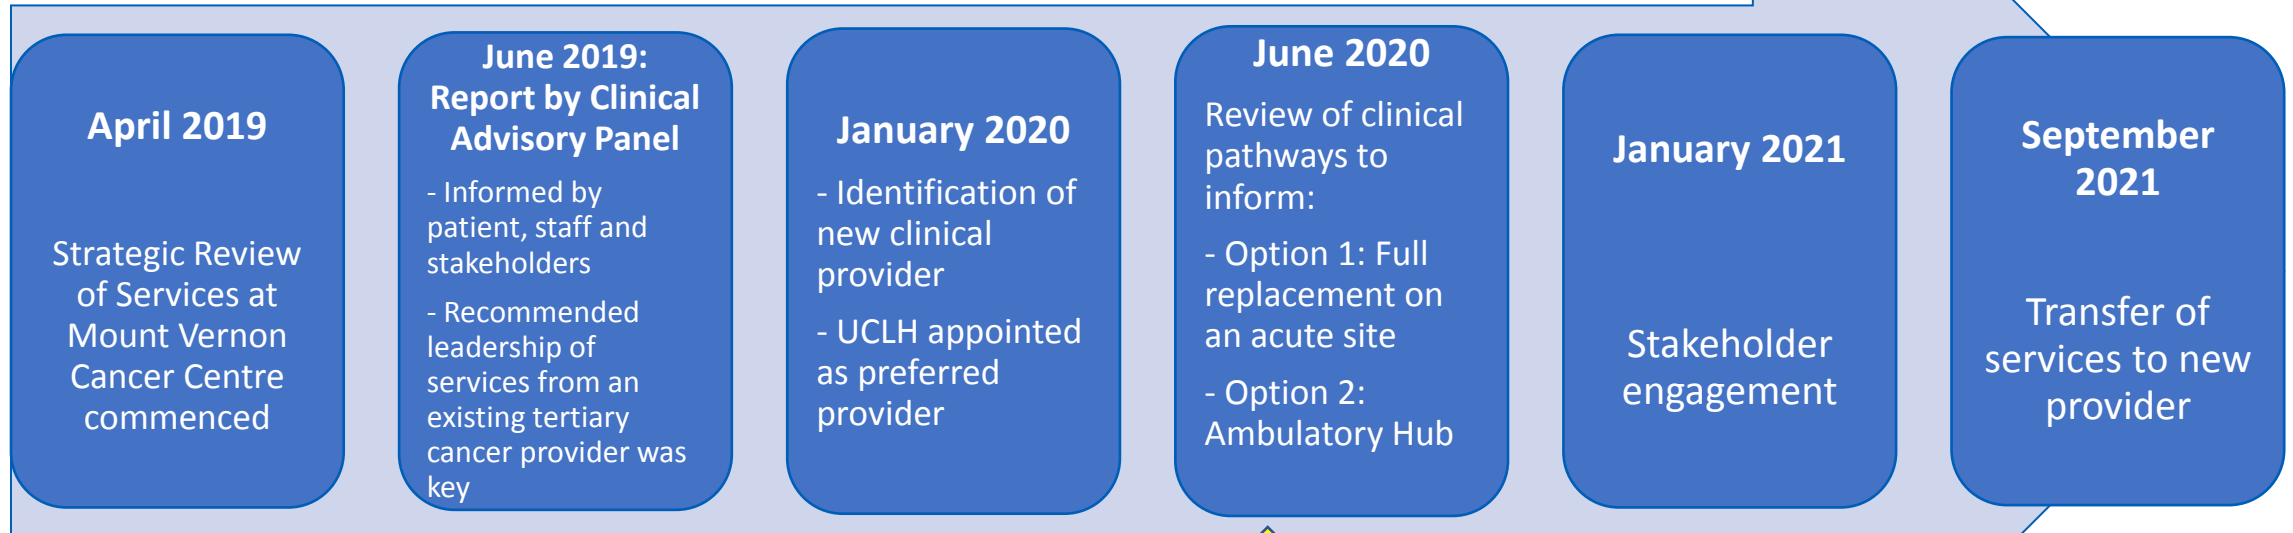 April 2019
Strategic Review
of Services at
Mount Vernon
Cancer Centre
commenced
June 2019:
Report by Clinical
Advisory Panel
- Informed by
patient, staff and
stakeholders
- Recommended
leadership of
services from an
existing tertiary
cancer provider was
key
January 2020
- Identification of
new clinical
provider
- UCLH appointed
as preferred
provider
June 2020
Review of clinical
pathways to
inform:
- Option 1: Full
replacement on
an acute site
- Option 2:
Ambulatory Hub
January 2021
Stakeholder
engagement
September
2021
Transfer of
services to new
provider